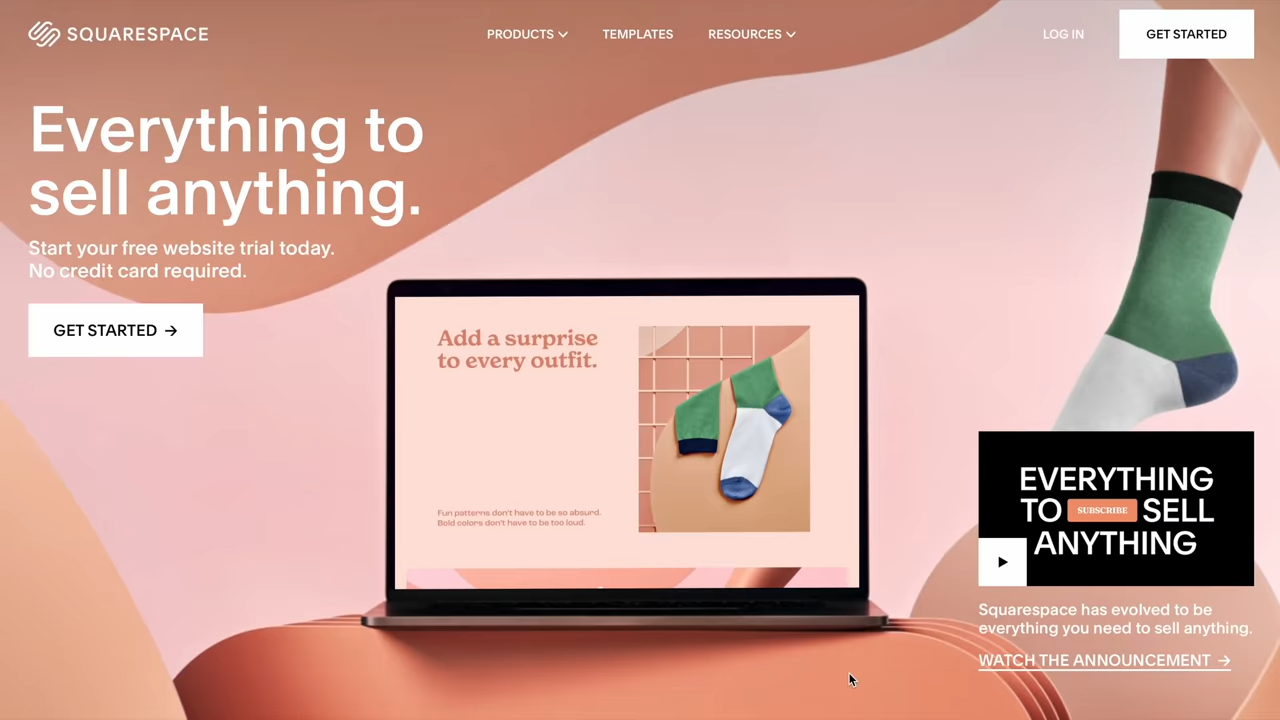 SQUARESPACE
PRODUCTS
TEMPLATES
RESOURCES
LOG IN
GET STARTED
Everything to
sell anything.
Start your free website trial today.
No credit card required.
GET STARTED →
Add a surprise
to every outfit.
Fun patterns don't have to be so absurd.
Bold colors don't have to be too loud.
EVERYTHING
TO SUBSCRIBE SELL
ANYTHING
Squarespace has evolved to be
everything you need to sell anything.
WATCH THE ANNOUNCEMENT →